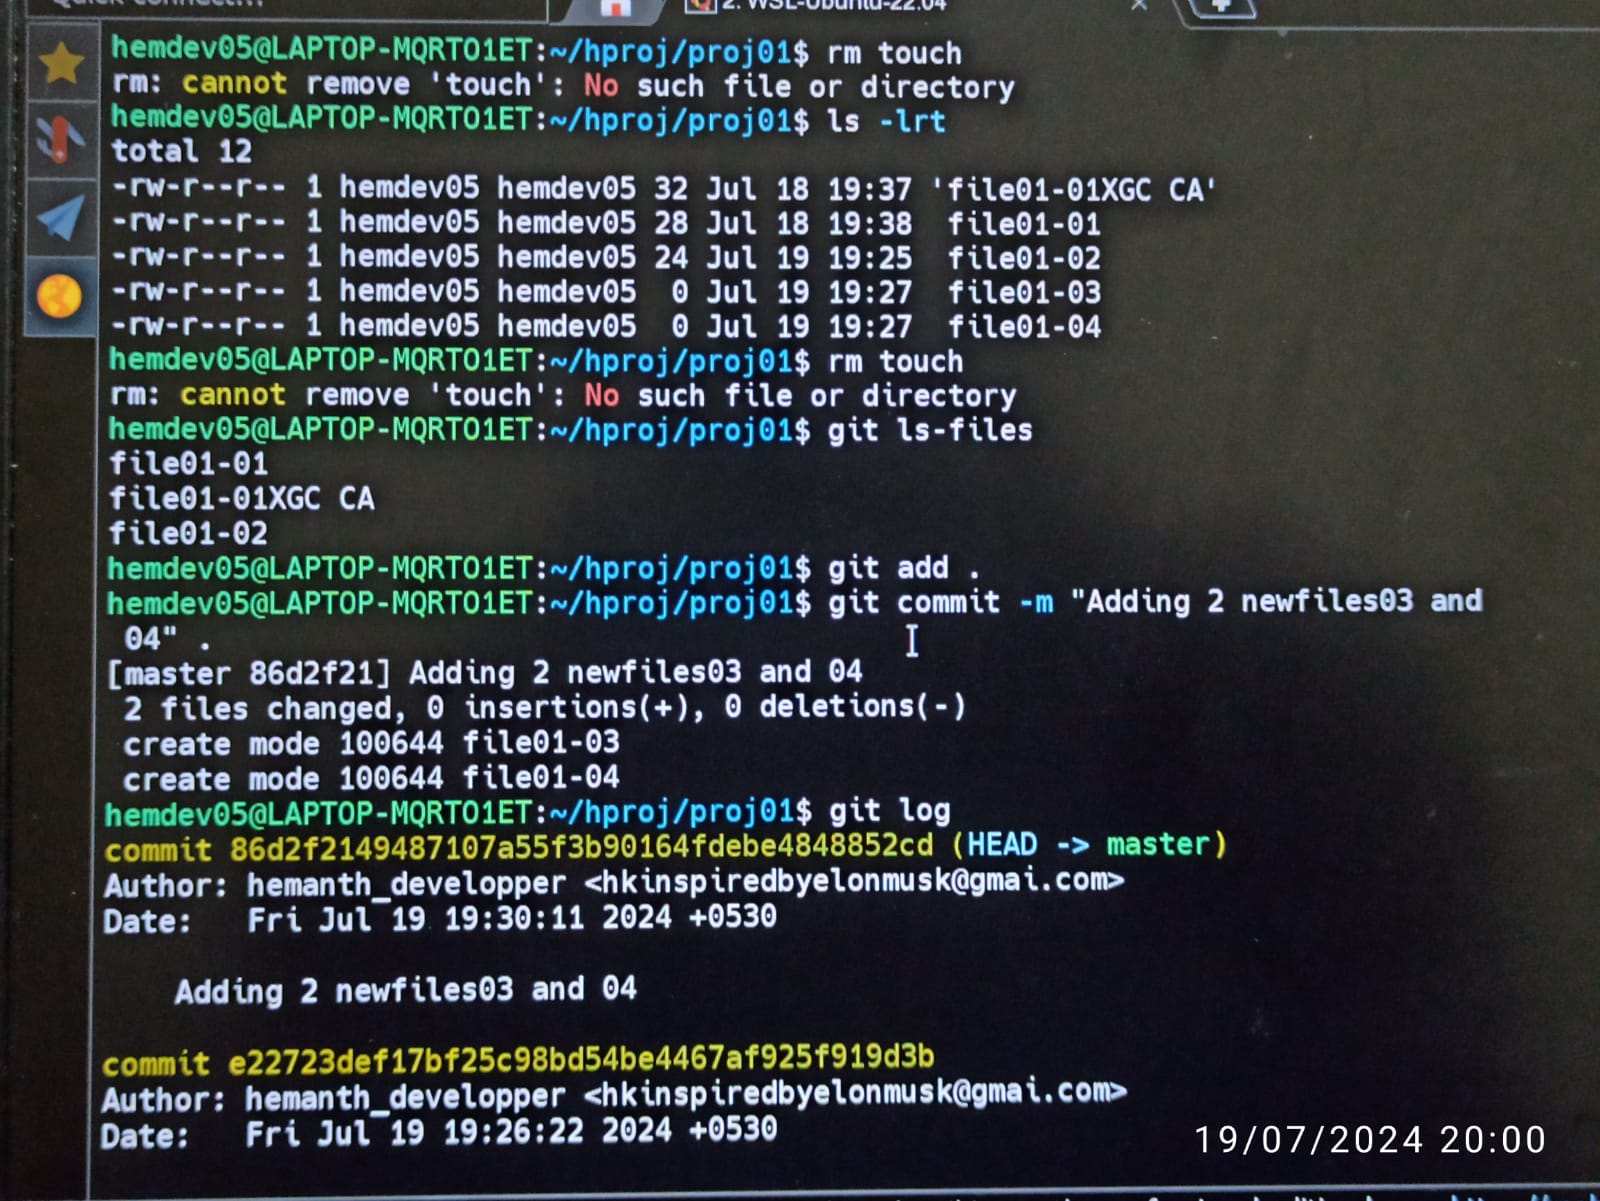 2. WSL-Ubuntu-22.04
hemdev05@LAPTOP-MQRTO1ET:~/hproj/proj01$ rm touch
rm: cannot remove 'touch': No such file or directory
hemdev05@LAPTOP-MQRTO1ET:~/hproj/proj01$ ls -lrt
total 12
-rw-r--r-- 1 hemdev05 hemdev05 32 Jul 18 19:37 'file01-01XGC CA'
-rw-r--r-- 1 hemdev05 hemdev05 28 Jul 18 19:38  file01-01
-rw-r--r-- 1 hemdev05 hemdev05 24 Jul 19 19:25  file01-02
-rw-r--r-- 1 hemdev05 hemdev05  0 Jul 19 19:27  file01-03
-rw-r--r-- 1 hemdev05 hemdev05  0 Jul 19 19:27  file01-04
hemdev05@LAPTOP-MQRTO1ET:~/hproj/proj01$ rm touch
rm: cannot remove 'touch': No such file or directory
hemdev05@LAPTOP-MQRTO1ET:~/hproj/proj01$ git ls-files
file01-01
file01-01XGC CA
file01-02
hemdev05@LAPTOP-MQRTO1ET:~/hproj/proj01$ git add .
hemdev05@LAPTOP-MQRTO1ET:~/hproj/proj01$ git commit -m "Adding 2 newfiles03 and
 04" .
[master 86d2f21] Adding 2 newfiles03 and 04
 2 files changed, 0 insertions(+), 0 deletions(-)
 create mode 100644 file01-03
 create mode 100644 file01-04
hemdev05@LAPTOP-MQRTO1ET:~/hproj/proj01$ git log
commit 86d2f2149487107a55f3b90164fdebe4848852cd (HEAD -> master)
Author: hemanth_developper <hkinspiredbyelonmusk@gmai.com>
Date:   Fri Jul 19 19:30:11 2024 +0530
    Adding 2 newfiles03 and 04
commit e22723def17bf25c98bd54be4467af925f919d3b
Author: hemanth_developper <hkinspiredbyelonmusk@gmai.com>
Date:   Fri Jul 19 19:26:22 2024 +0530
19/07/2024 20:00